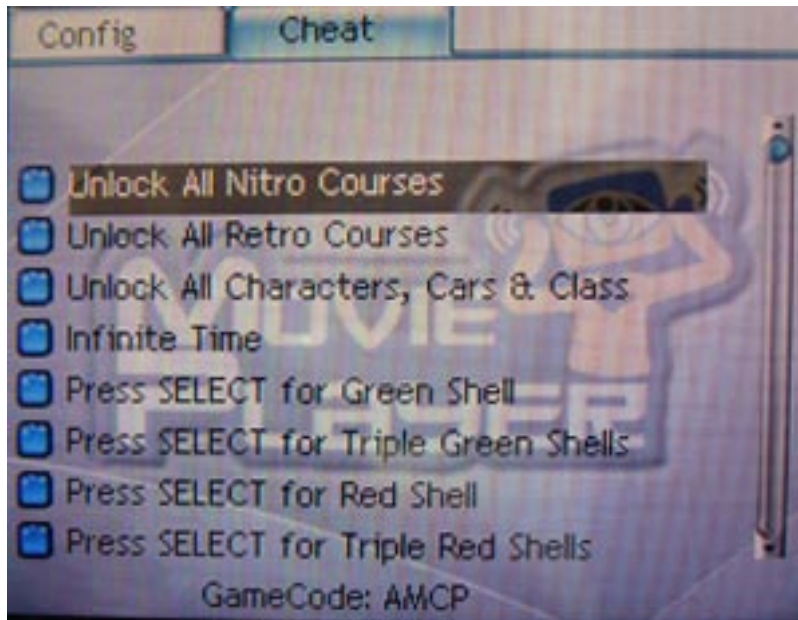 Config
Cheat
Unlock All Nitro Courses
Unlock All Retro Courses
Unlock All Characters, Cars & Class
Infinite Time
Press SELECT for Green Shell
Press SELECT for Triple Green Shells
Press SELECT for Red Shell
Press SELECT for Triple Red Shells
GameCode: AMCP
MOVIE
PLAYER